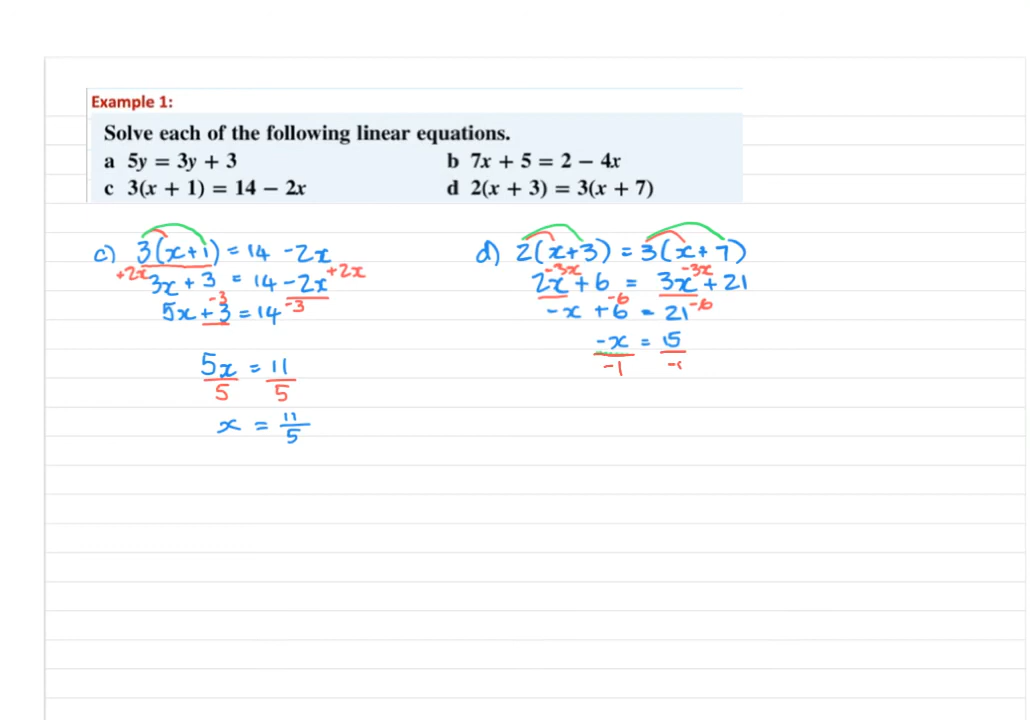 Example 1:
Solve each of the following linear equations.
a 5y = 3y + 3
b 7x + 5 = 2 − 4x
c 3(x + 1) = 14 − 2x
d 2(x + 3) = 3(x + 7)
c) 3(x+1) = 14 -2x
+2x +2x
3x + 3 = 14 - 2x
-3 -3
5x + 3 = 14
5x = 11
5 5
x = 11/5
d) 2(x+3) = 3(x+7)
-3x -3x
2x + 6 = 3x + 21
-6 -6
-x + 6 = 21
-x = 15
-1